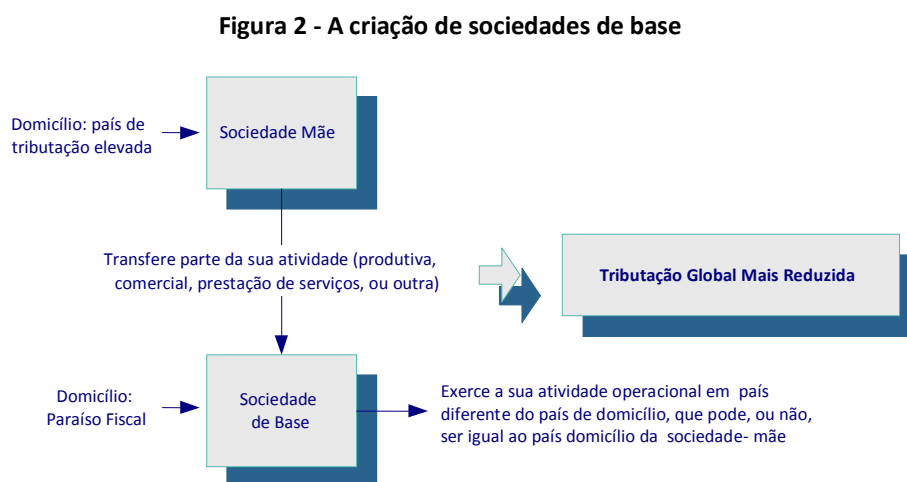 Figura 2 - A criação de sociedades de base
Domicílio: país de
tributação elevada
Sociedade Mãe
Transfere parte da sua atividade (produtiva,
comercial, prestação de serviços, ou outra)
Tributação Global Mais Reduzida
Domicílio:
Paraíso Fiscal
Sociedade
de Base
Exerce a sua atividade operacional em país
diferente do país de domicílio, que pode, ou não,
ser igual ao país domicílio da sociedade- mãe